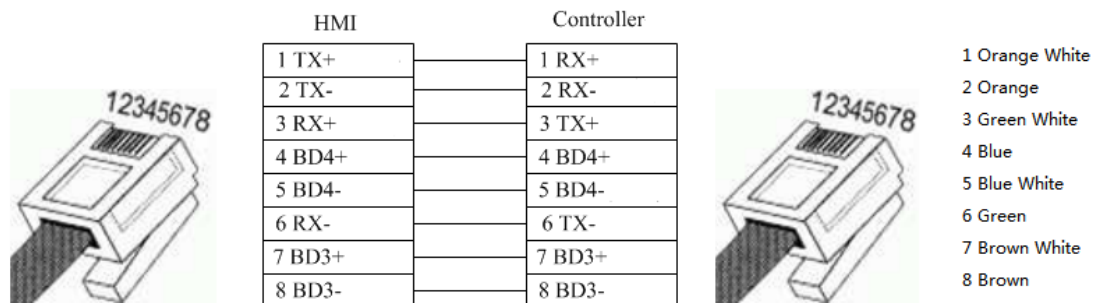 HMI
Controller
12345678
1 TX+
2 TX-
3 RX+
4 BD4+
5 BD4-
6 RX-
7 BD3+
8 BD3-
1 RX+
2 RX-
3 TX+
4 BD4+
5 BD4-
6 TX-
7 BD3+
8 BD3-
12345678
1 Orange White
2 Orange
3 Green White
4 Blue
5 Blue White
6 Green
7 Brown White
8 Brown